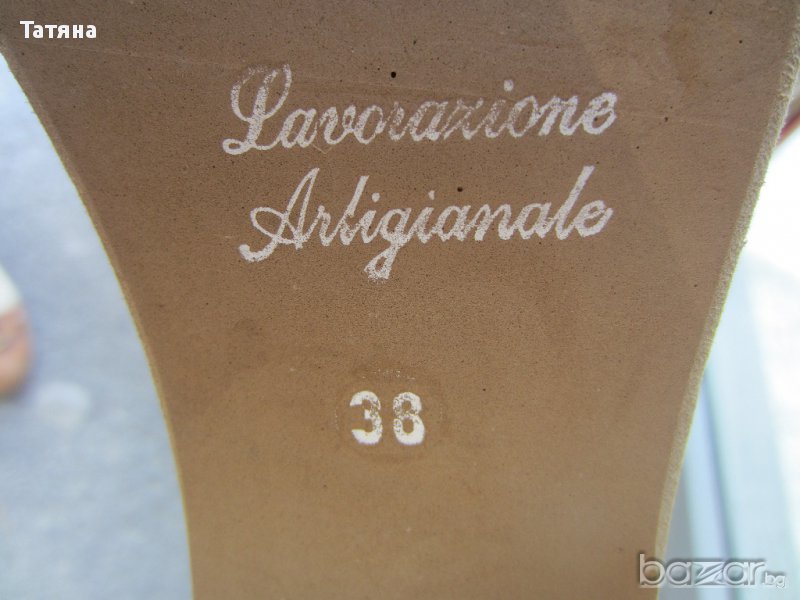 Татяна
Lavorazione
Artigianale
38
bazar.bg